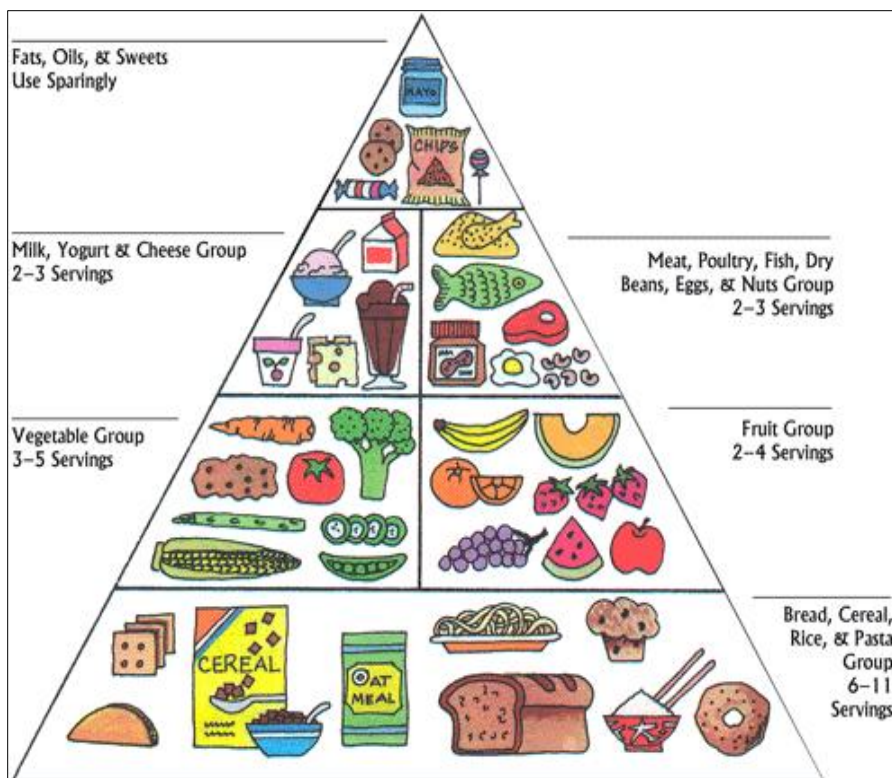 Fats, Oils, & Sweets
Use Sparingly
MAYO
CHIPS
Milk, Yogurt & Cheese Group
2–3 Servings
Meat, Poultry, Fish, Dry
Beans, Eggs, & Nuts Group
2–3 Servings
Vegetable Group
3–5 Servings
Fruit Group
2–4 Servings
Bread, Cereal,
Rice, & Pasta
Group
6–11
Servings
CEREAL
OAT
MEAL